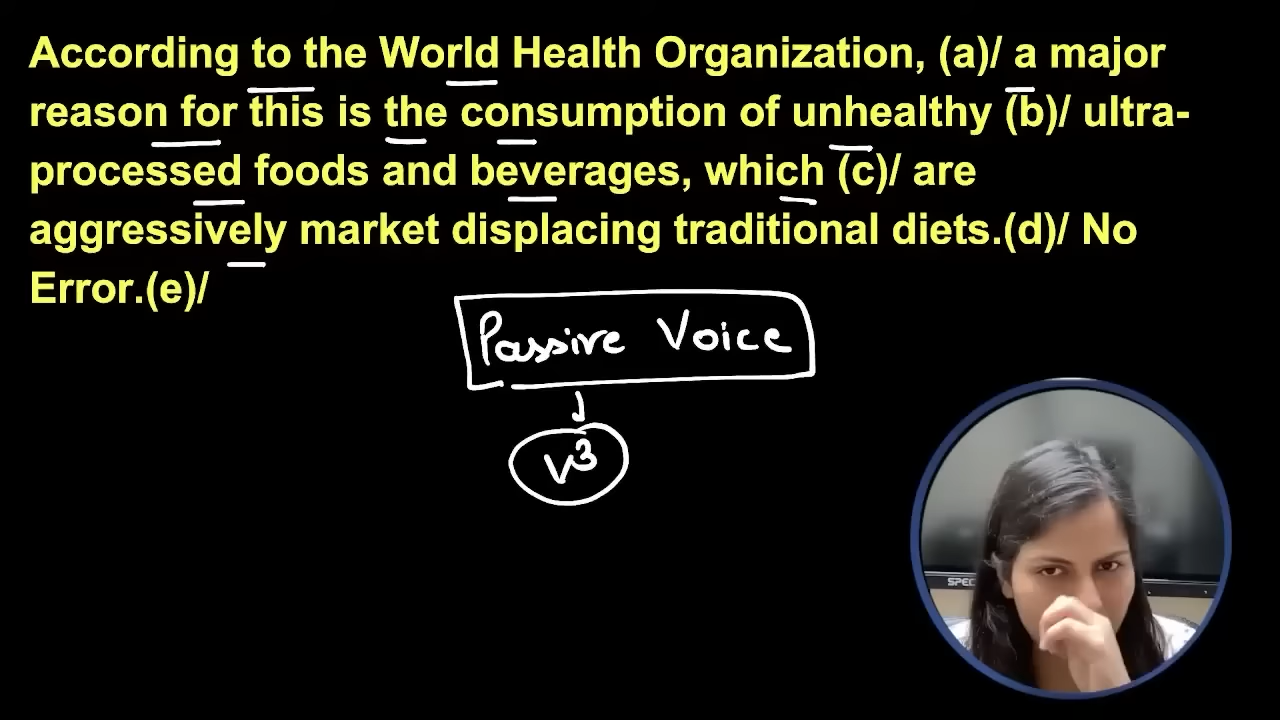 According to the World Health Organization, (a)/ a major
reason for this is the consumption of unhealthy (b)/ ultra-
processed foods and beverages, which (c)/ are
aggressively market displacing traditional diets.(d)/ No
Error.(e)/
Passive Voice
V3
SPEC